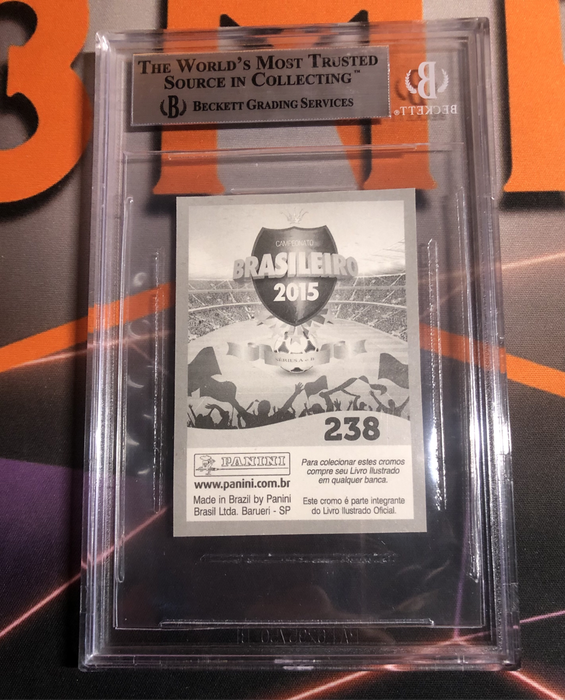 THE WORLD'S MOST TRUSTED
SOURCE IN COLLECTING™
B BECKETT GRADING SERVICES
B
BECKETT®
CAMPEONATO
BRASILEIRO
2015
SÉRIES A e B
238
PANINI
www.panini.com.br
Made in Brazil by Panini
Brasil Ltda. Barueri - SP
Para colecionar estes cromos
compre seu Livro Ilustrado
em qualquer banca.
Este cromo é parte integrante
do Livro Ilustrado Oficial.